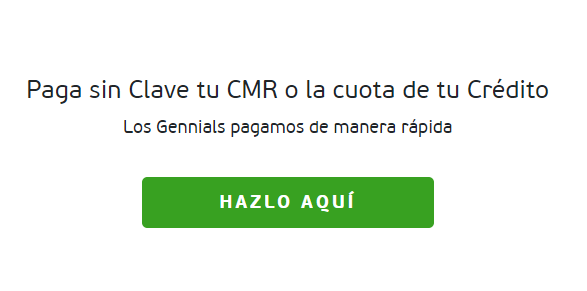 Paga sin Clave tu CMR o la cuota de tu Crédito
Los Gennials pagamos de manera rápida
HAZLO AQUÍ